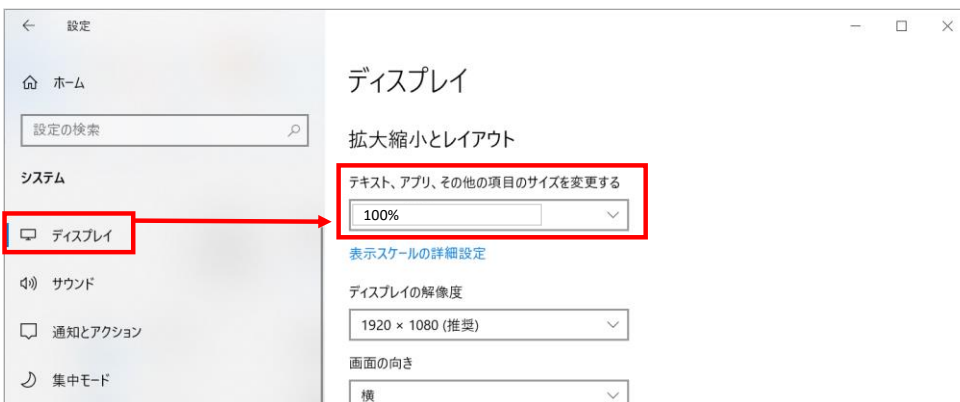 設定
ホーム
設定の検索
システム
ディスプレイ
サウンド
通知とアクション
集中モード
ディスプレイ
拡大縮小とレイアウト
テキスト、アプリ、その他の項目のサイズを変更する
100%
表示スケールの詳細設定
ディスプレイの解像度
1920 × 1080 (推奨)
画面の向き
横